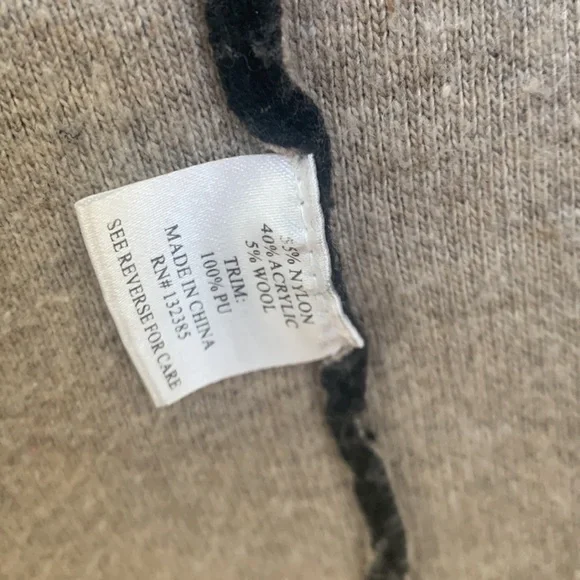 55% NYLON
40% ACRYLIC
5% WOOL
TRIM:
100% PU
MADE IN CHINA
RN# 132385
SEE REVERSE FOR CARE